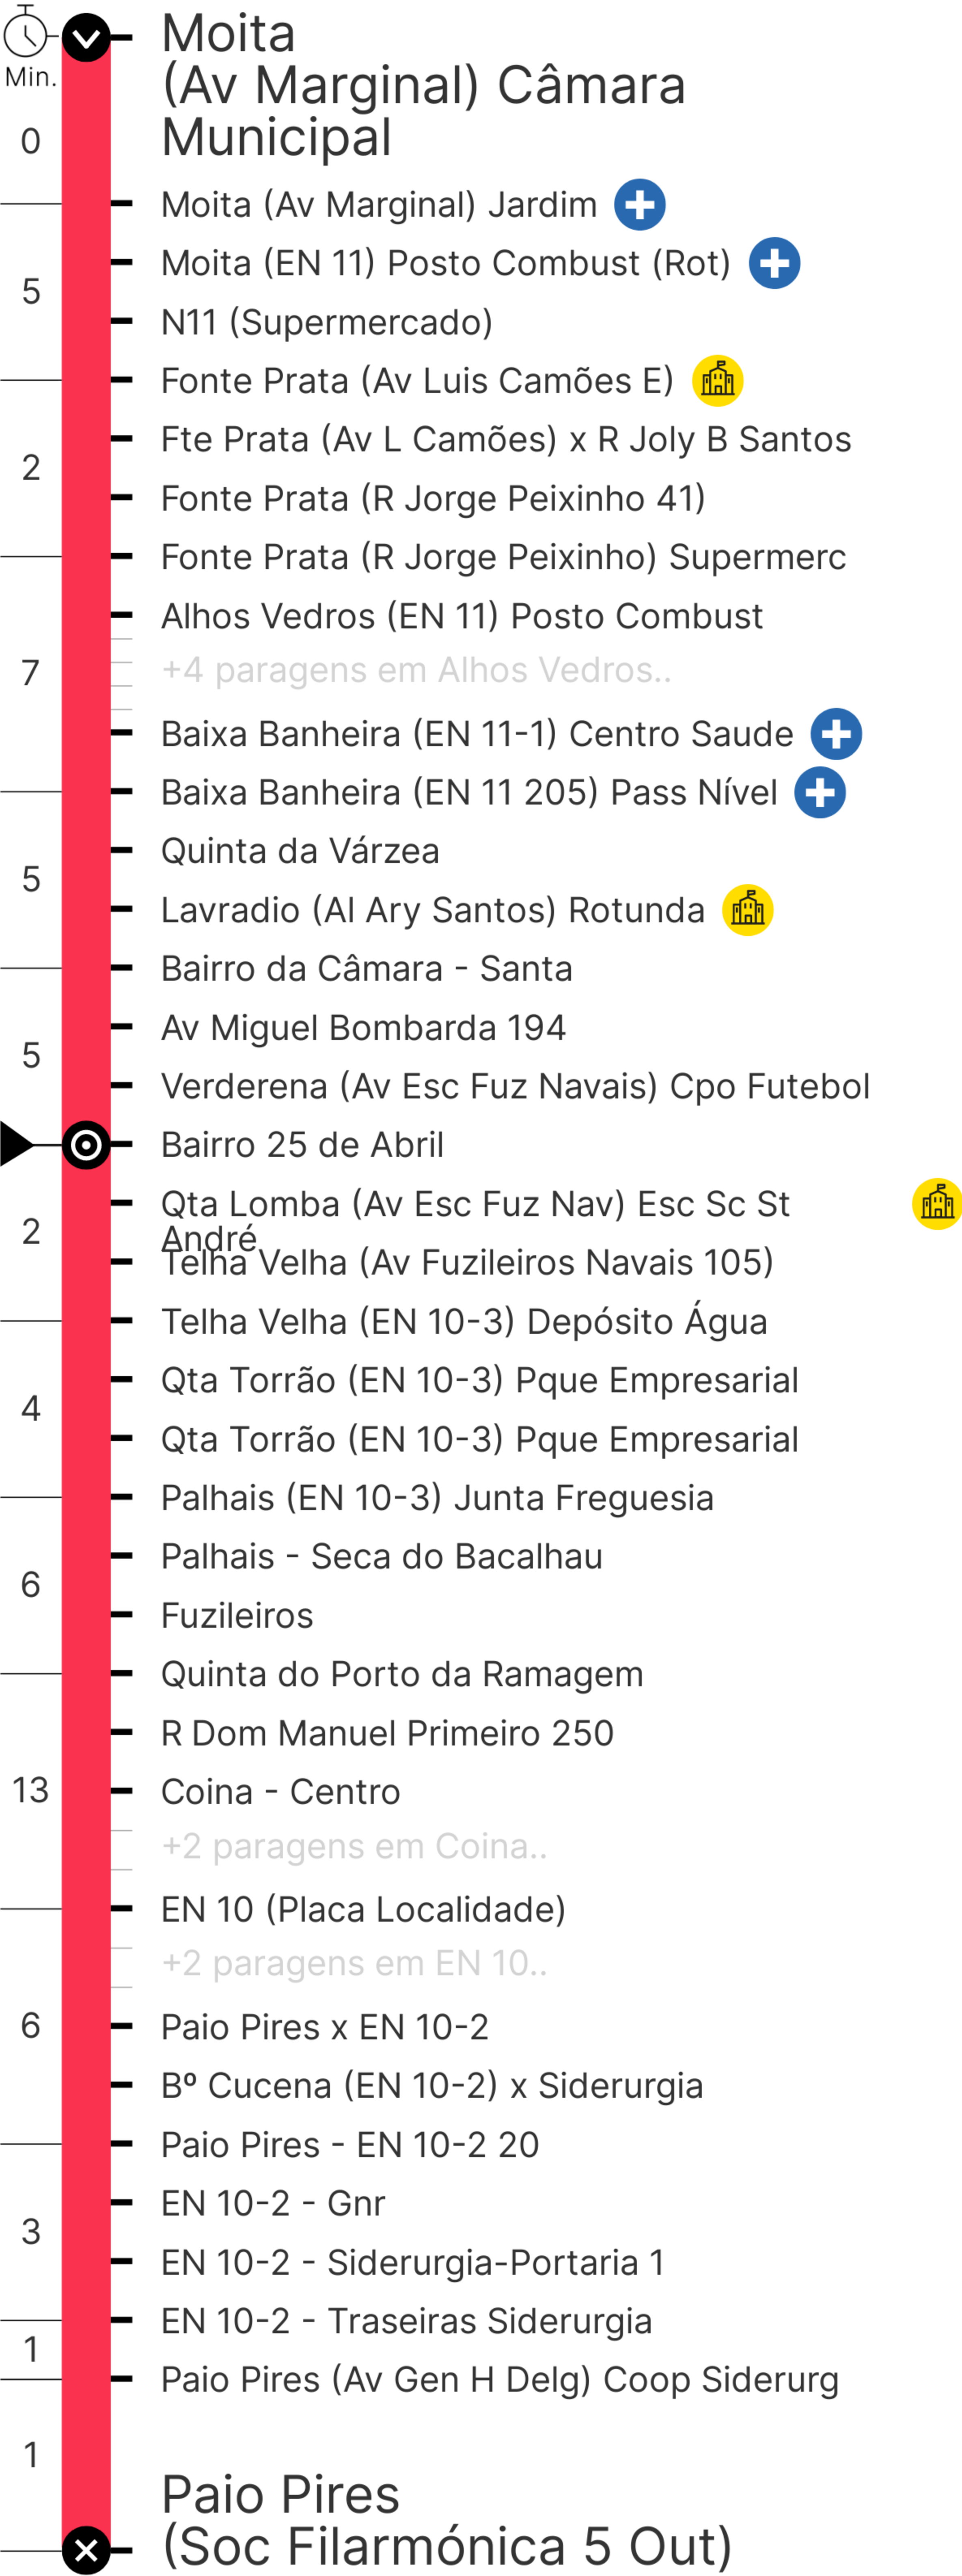 Moita
(Av Marginal) Câmara
Municipal
Min.
0
Moita (Av Marginal) Jardim
Moita (EN 11) Posto Combust (Rot)
5
N11 (Supermercado)
Fonte Prata (Av Luis Camões E)
Fte Prata (Av L Camões) x R Joly B Santos
2
Fonte Prata (R Jorge Peixinho 41)
Fonte Prata (R Jorge Peixinho) Supermerc
Alhos Vedros (EN 11) Posto Combust
7
+4 paragens em Alhos Vedros..
Baixa Banheira (EN 11-1) Centro Saude
Baixa Banheira (EN 11 205) Pass Nível
Quinta da Várzea
5
Lavradio (Al Ary Santos) Rotunda
Bairro da Câmara - Santa
Av Miguel Bombarda 194
5
Verderena (Av Esc Fuz Navais) Cpo Futebol
Bairro 25 de Abril
Qta Lomba (Av Esc Fuz Nav) Esc Sc St
André
2
Telha Velha (Av Fuzileiros Navais 105)
Telha Velha (EN 10-3) Depósito Água
Qta Torrão (EN 10-3) Pque Empresarial
4
Qta Torrão (EN 10-3) Pque Empresarial
Palhais (EN 10-3) Junta Freguesia
Palhais - Seca do Bacalhau
6
Fuzileiros
Quinta do Porto da Ramagem
R Dom Manuel Primeiro 250
13
Coina - Centro
+2 paragens em Coina..
EN 10 (Placa Localidade)
+2 paragens em EN 10..
6
Paio Pires x EN 10-2
Bº Cucena (EN 10-2) x Siderurgia
Paio Pires - EN 10-2 20
EN 10-2 - Gnr
3
EN 10-2 - Siderurgia-Portaria 1
EN 10-2 - Traseiras Siderurgia
1
Paio Pires (Av Gen H Delg) Coop Siderurg
1
Paio Pires
(Soc Filarmónica 5 Out)